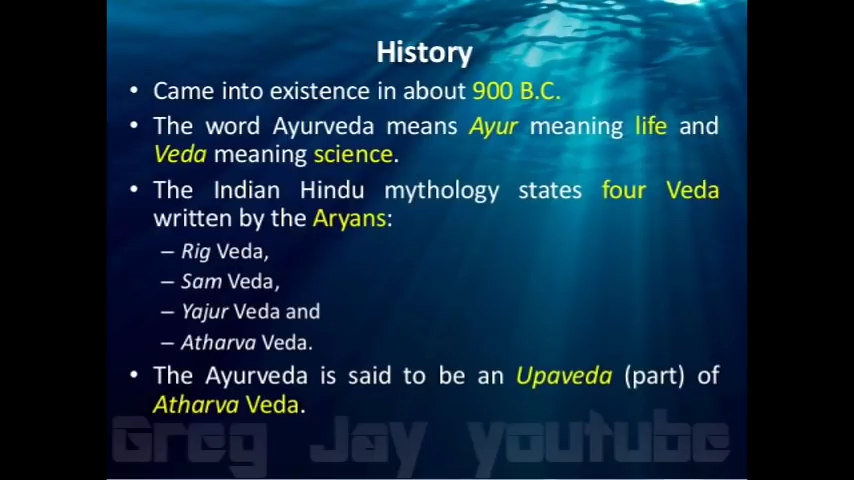 History
• Came into existence in about 900 B.C.
• The word Ayurveda means Ayur meaning life and
Veda meaning science.
• The Indian Hindu mythology states four Veda
written by the Aryans:
– Rig Veda,
– Sam Veda,
– Yajur Veda and
– Atharva Veda.
• The Ayurveda is said to be an Upaveda (part) of
Atharva Veda.
Greg Jay youtube